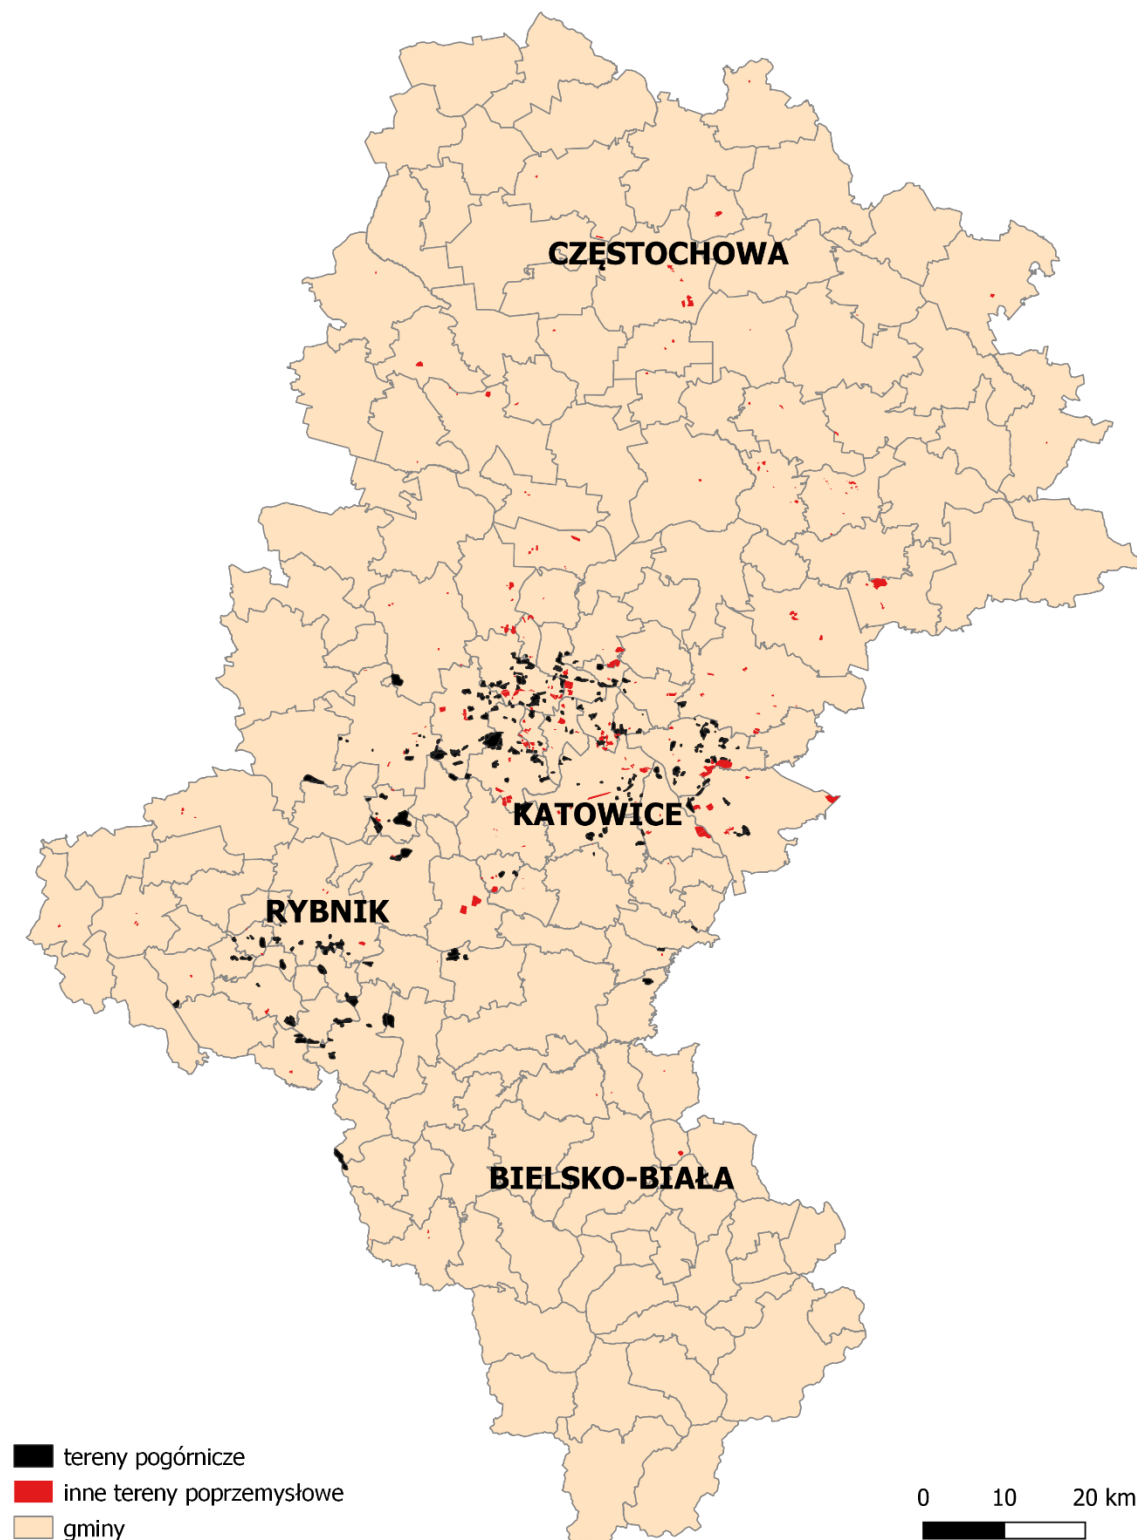 CZĘSTOCHOWA
KATOWICE
RYBNIK
BIELSKO-BIAŁA
tereny pogórnicze
inne tereny poprzemysłowe
gminy
0 10 20 km